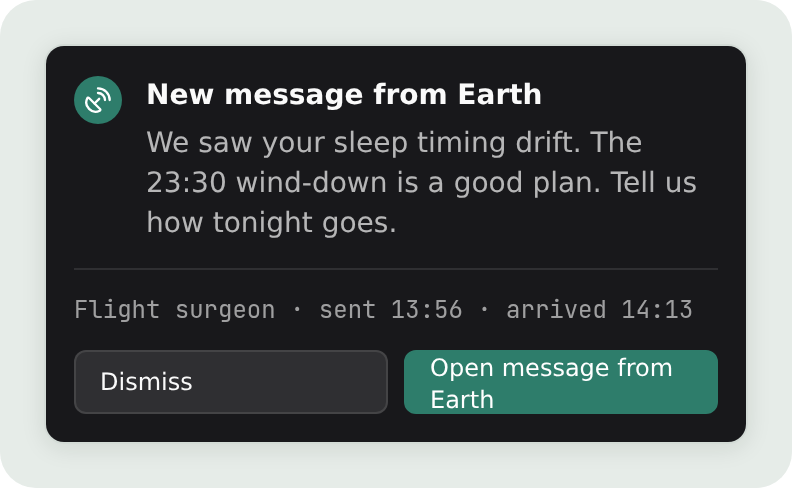 New message from Earth
We saw your sleep timing drift. The
23:30 wind-down is a good plan. Tell us
how tonight goes.
Flight surgeon · sent 13:56 · arrived 14:13
Dismiss
Open message from
Earth